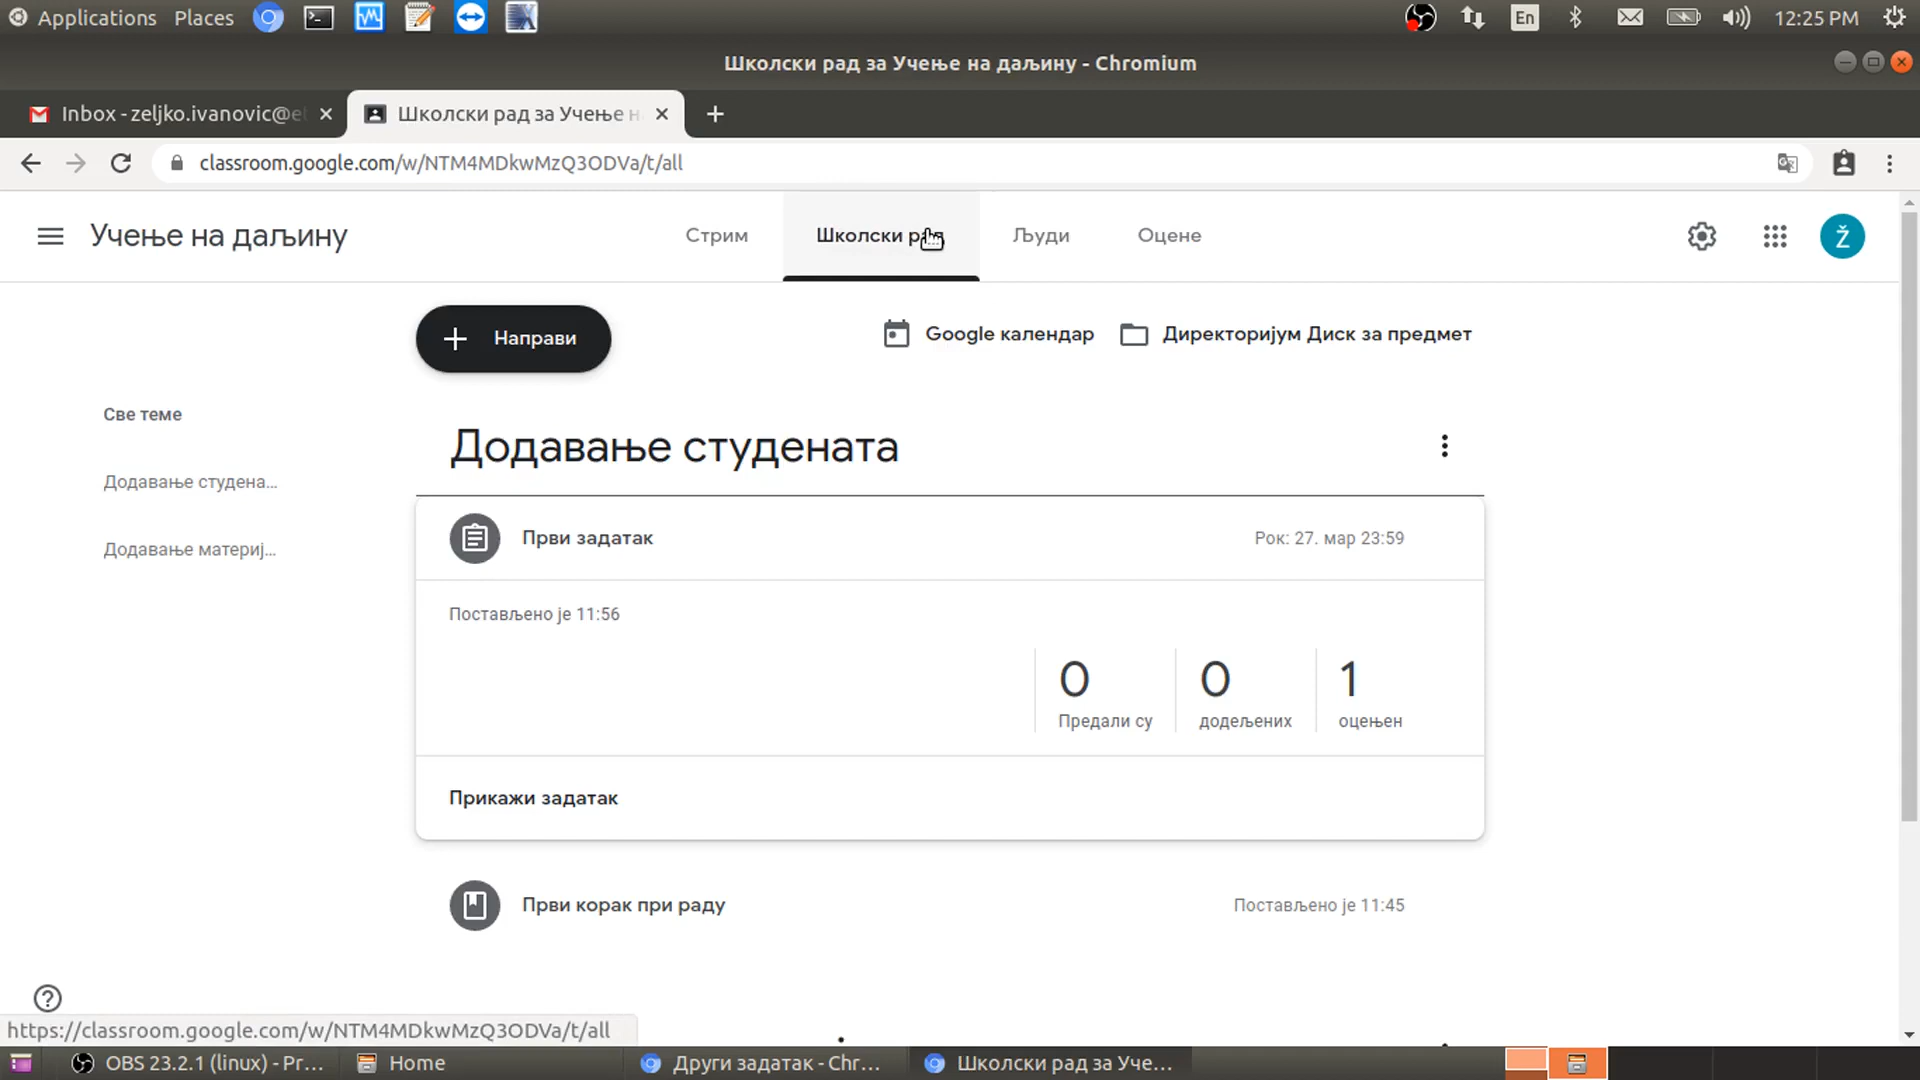 Applications Places En 12:25 PM
Школски рад за Учење на даљину - Chromium
Inbox - zeljko.ivanovic@e Школски рад за Учење н
classroom.google.com/w/NTM4MDkwMzQ3ODVa/t/all
Учење на даљину Стрим Школски рад Људи Оцене Ž
Направи Google календар Директоријум Диск за предмет
Све теме
Додавање студената
Додавање студена...
Први задатак Рок: 27. мар 23:59
Додавање материј...
Постављено је 11:56
0 0 1
Предали су додељених оцењен
Прикажи задатак
Први корак при раду Постављено је 11:45
https://classroom.google.com/w/NTM4MDkwMzQ3ODVa/t/all
OBS 23.2.1 (linux) - Pr... Home Други задатак - Chr... Школски рад за Уче...